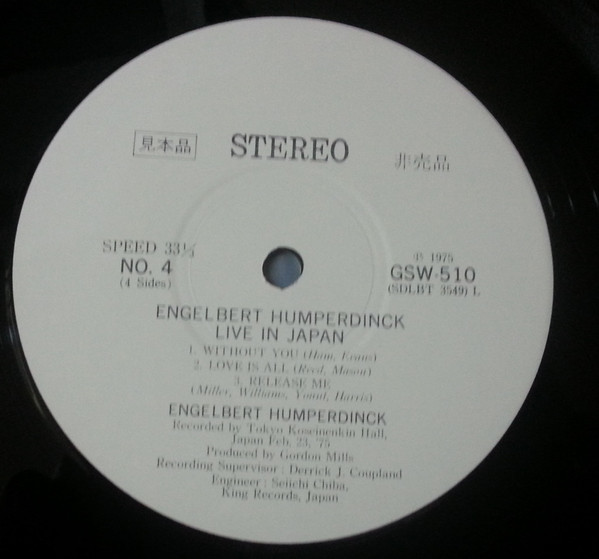 見本品 STEREO 非売品
SPEED 33⅓
NO. 4
(4 Sides)
℗ 1975
GSW-510
(SDLBT 3549) L
ENGELBERT HUMPERDINCK
LIVE IN JAPAN
1. WITHOUT YOU (Ham, Evans)
2. LOVE IS ALL (Reed, Mason)
3. RELEASE ME
(Miller, Williams, Yount, Harris)
ENGELBERT HUMPERDINCK
Recorded by Tokyo Koseinenkin Hall,
Japan Feb. 23, '75
Produced by Gordon Mills
Recording Supervisor : Derrick J. Coupland
Engineer : Seiichi Chiba,
King Records, Japan